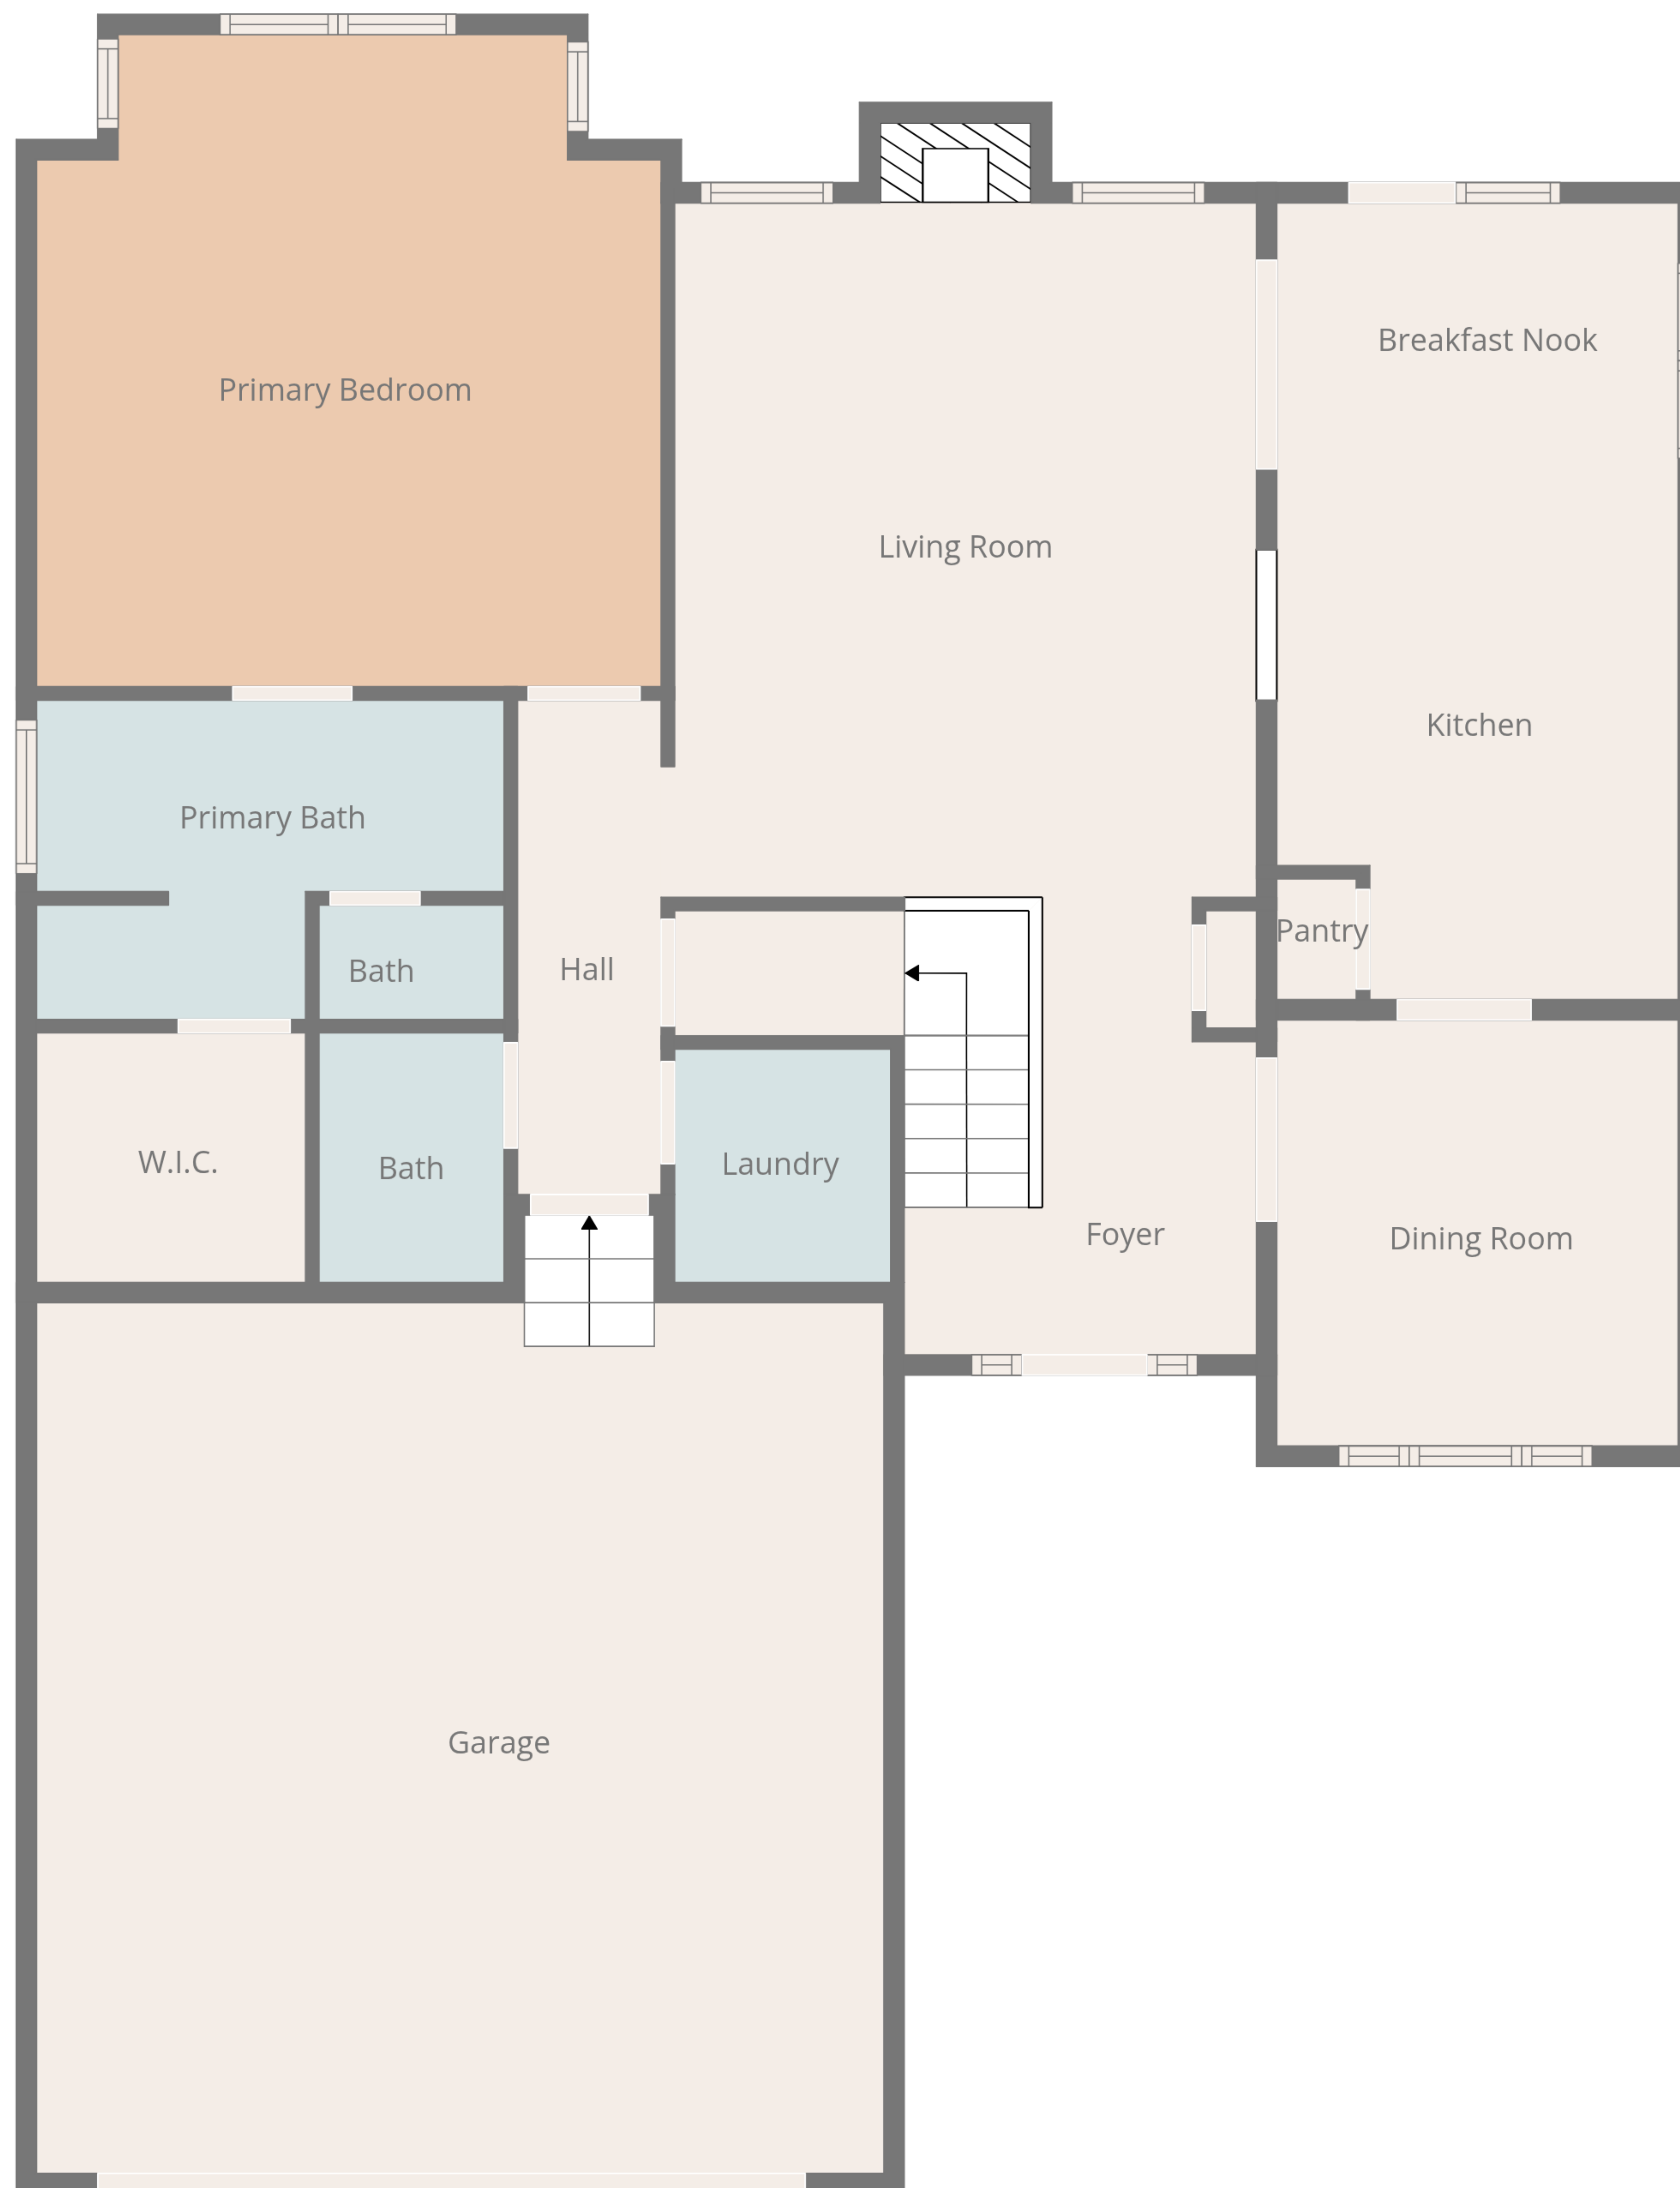 Breakfast Nook
Primary Bedroom
Living Room
Kitchen
Primary Bath
Pantry
Hall
Bath
W.I.C.
Bath
Laundry
Foyer
Dining Room
Garage